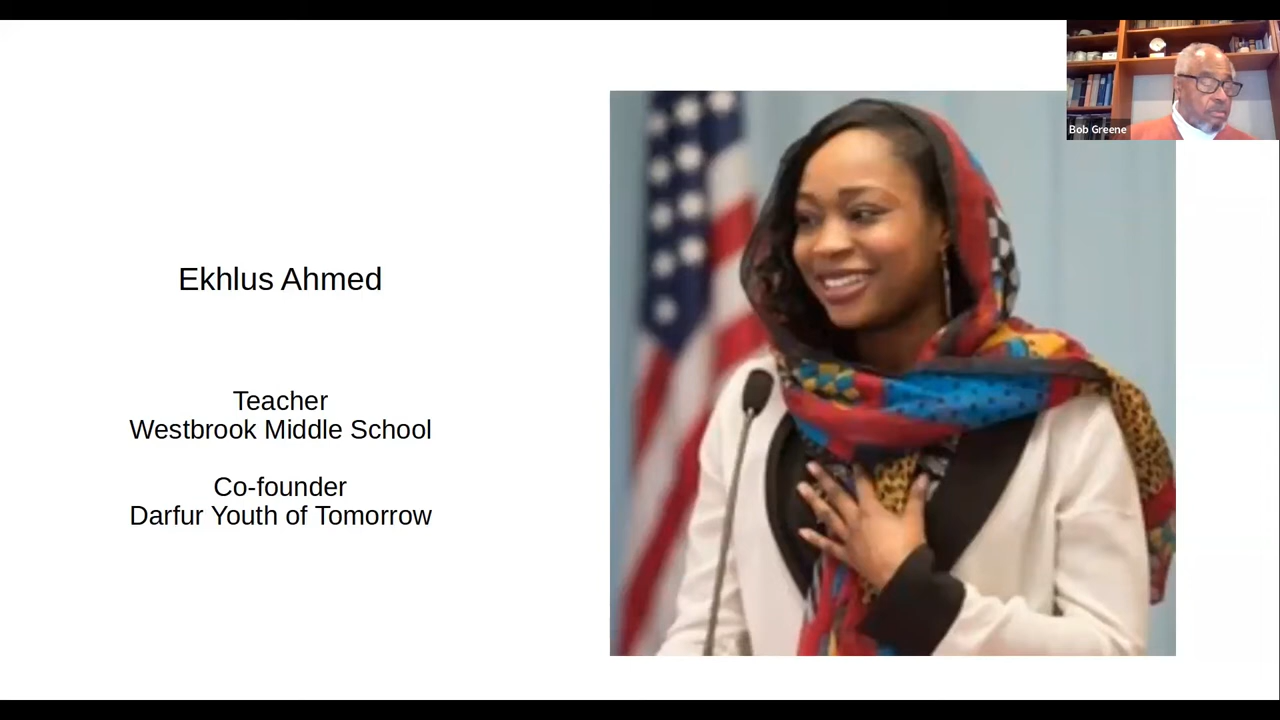 Ekhlus Ahmed
Teacher
Westbrook Middle School
Co-founder
Darfur Youth of Tomorrow
Bob Greene